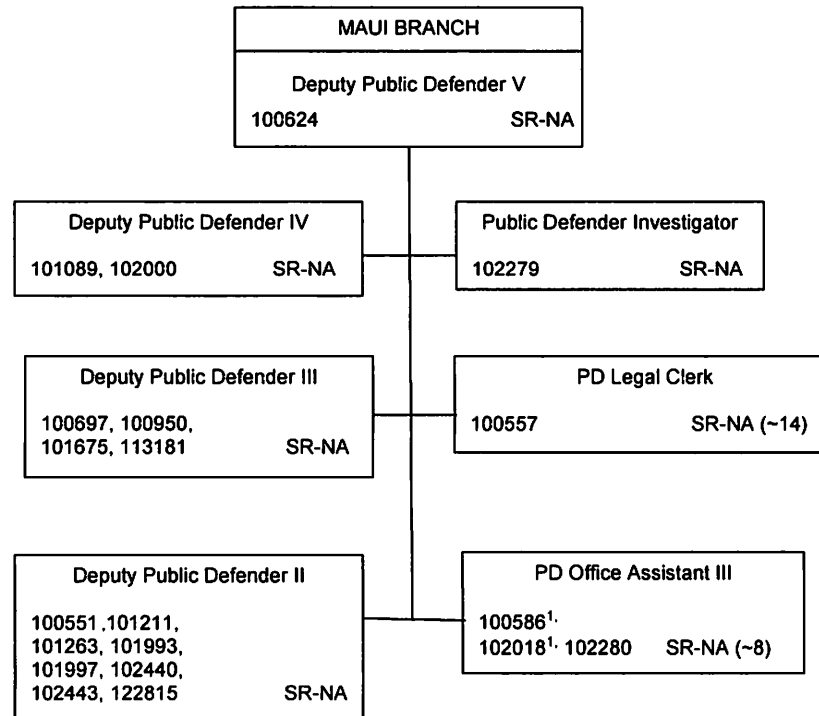 MAUI BRANCH
Deputy Public Defender V
100624 SR-NA
Deputy Public Defender IV
101089, 102000 SR-NA
Public Defender Investigator
102279 SR-NA
Deputy Public Defender III
100697, 100950,
101675, 113181 SR-NA
PD Legal Clerk
100557 SR-NA (~14)
Deputy Public Defender II
100551 ,101211,
101263, 101993,
101997, 102440,
102443, 122815 SR-NA
PD Office Assistant III
100586¹·
102018¹· 102280 SR-NA (~8)